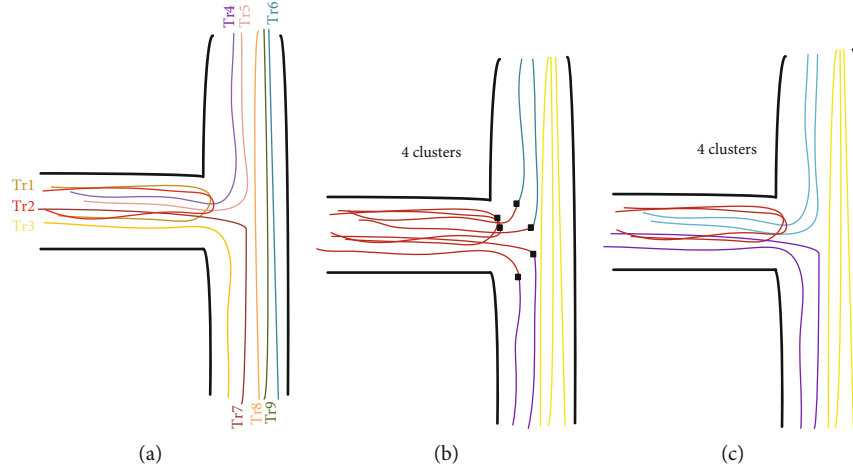 Tr4
Tr5
Tr6
Tr1
Tr2
Tr3
Tr7
Tr8
Tr9
4 clusters
4 clusters
(a)
(b)
(c)